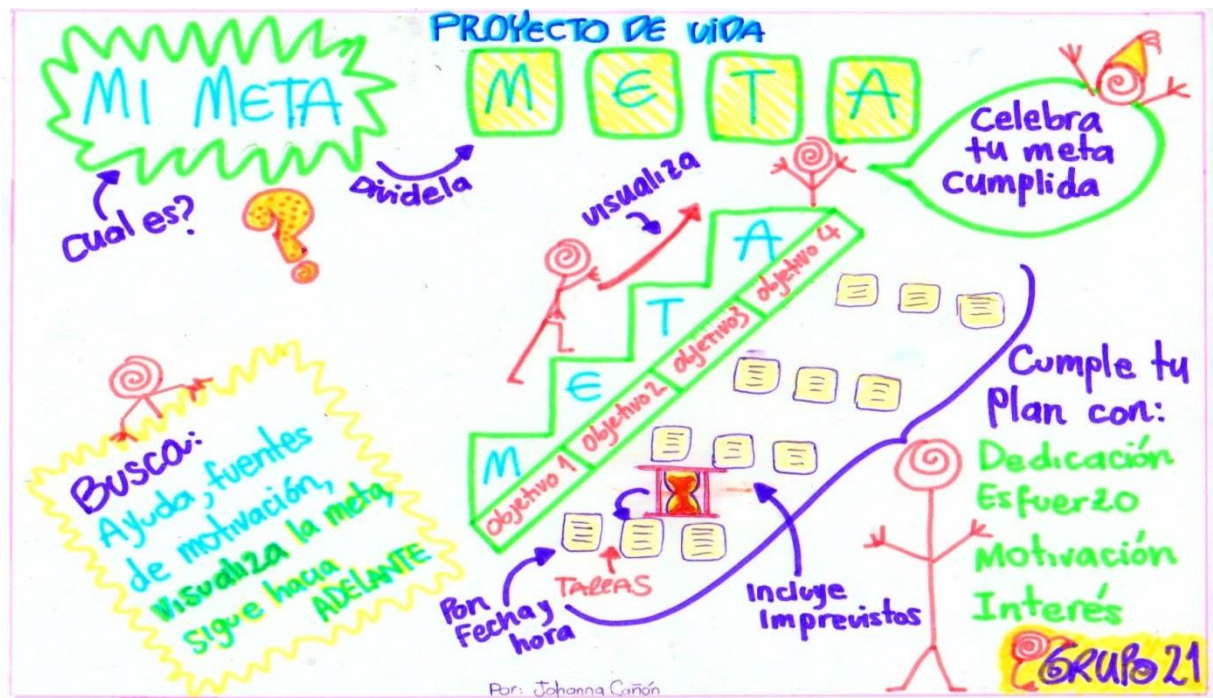 PROYECTO DE VIDA
MI META
M E T A
Cual es?
Dividela
visualiza
Celebra
tu meta
Cumplida
M
E
T
A
objetivo 1
objetivo 2
objetivo3
objetivo 4
Busca:
Ayuda, fuentes
de motivación,
visualiza la meta,
Sigue hacia
ADELANTE
Pon
Fecha y
hora
TAREAS
Incluye
Imprevistos
Cumple tu
Plan con:
Dedicación
Esfuerzo
Motivación
Interés
GRUPO 21
Por: Johanna Cañón